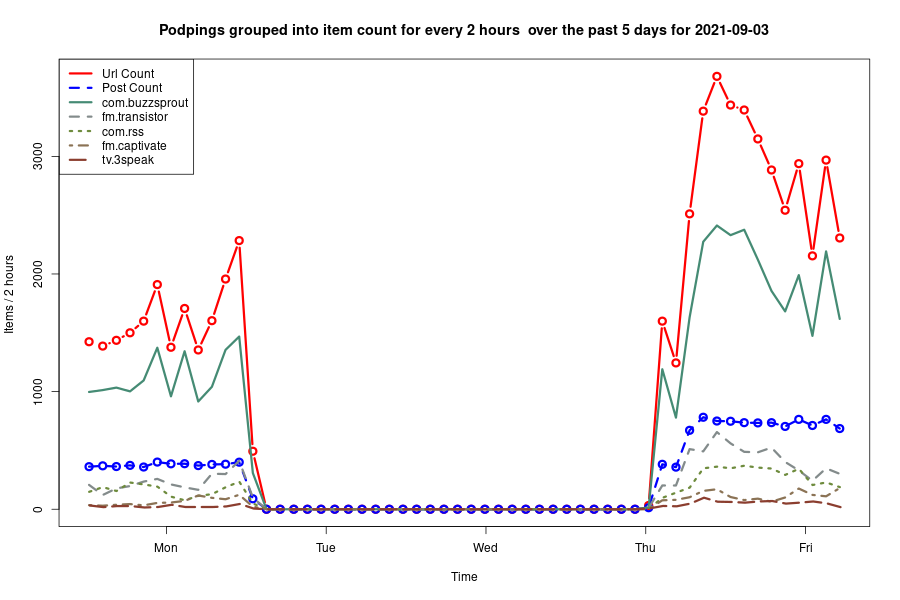 Podpings grouped into item count for every 2 hours  over the past 5 days for 2021-09-03
Url Count
Post Count
com.buzzsprout
fm.transistor
com.rss
fm.captivate
tv.3speak
Items / 2 hours
3000
2000
1000
0
Mon
Tue
Wed
Thu
Fri
Time